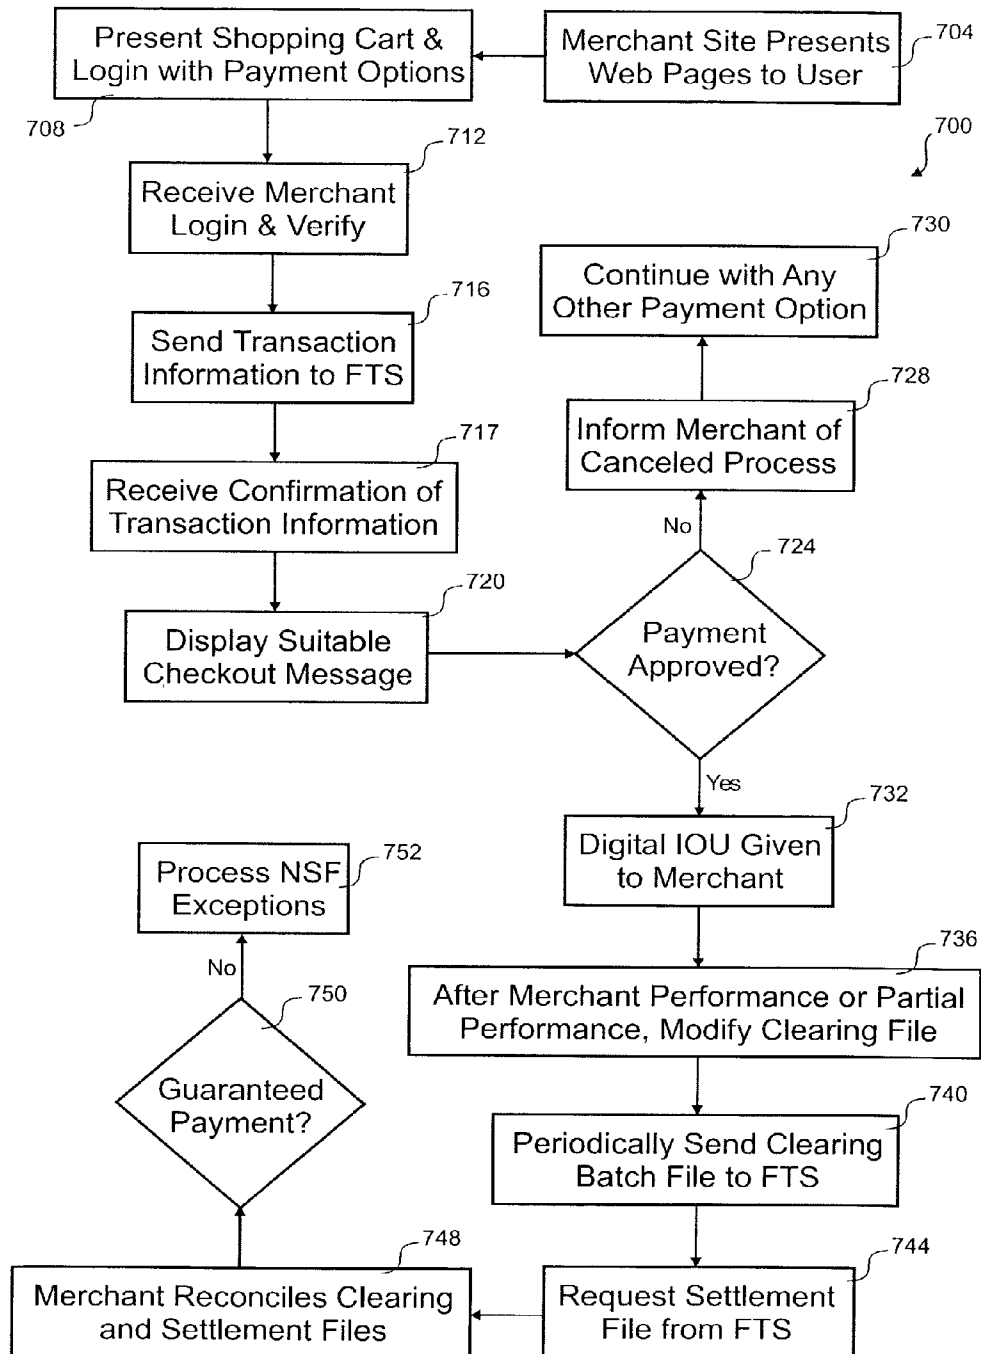 Merchant Site Presents
Web Pages to User
704
Present Shopping Cart &
Login with Payment Options
708
700
712
Receive Merchant
Login & Verify
716
Send Transaction
Information to FTS
717
Receive Confirmation of
Transaction Information
720
Display Suitable
Checkout Message
724
Payment
Approved?
No
728
Inform Merchant of
Canceled Process
730
Continue with Any
Other Payment Option
Yes
732
Digital IOU Given
to Merchant
736
After Merchant Performance or Partial
Performance, Modify Clearing File
740
Periodically Send Clearing
Batch File to FTS
744
Request Settlement
File from FTS
748
Merchant Reconciles Clearing
and Settlement Files
750
Guaranteed
Payment?
No
752
Process NSF
Exceptions